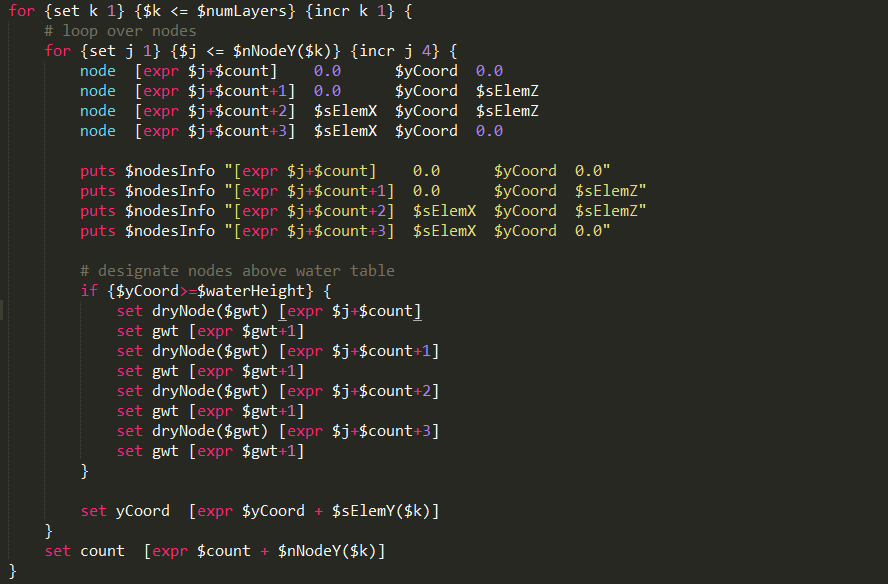 for {set k 1} {$k <= $numLayers} {incr k 1} {
    # loop over nodes
    for {set j 1} {$j <= $nNodeY($k)} {incr j 4} {
        node  [expr $j+$count]    0.0      $yCoord  0.0
        node  [expr $j+$count+1]  0.0      $yCoord  $sElemZ
        node  [expr $j+$count+2]  $sElemX  $yCoord  $sElemZ
        node  [expr $j+$count+3]  $sElemX  $yCoord  0.0

        puts $nodesInfo "[expr $j+$count]    0.0      $yCoord  0.0"
        puts $nodesInfo "[expr $j+$count+1]  0.0      $yCoord  $sElemZ"
        puts $nodesInfo "[expr $j+$count+2]  $sElemX  $yCoord  $sElemZ"
        puts $nodesInfo "[expr $j+$count+3]  $sElemX  $yCoord  0.0"

        # designate nodes above water table
        if {$yCoord>=$waterHeight} {
            set dryNode($gwt) [expr $j+$count]
            set gwt [expr $gwt+1]
            set dryNode($gwt) [expr $j+$count+1]
            set gwt [expr $gwt+1]
            set dryNode($gwt) [expr $j+$count+2]
            set gwt [expr $gwt+1]
            set dryNode($gwt) [expr $j+$count+3]
            set gwt [expr $gwt+1]
        }

        set yCoord  [expr $yCoord + $sElemY($k)]
    }
    set count  [expr $count + $nNodeY($k)]
}